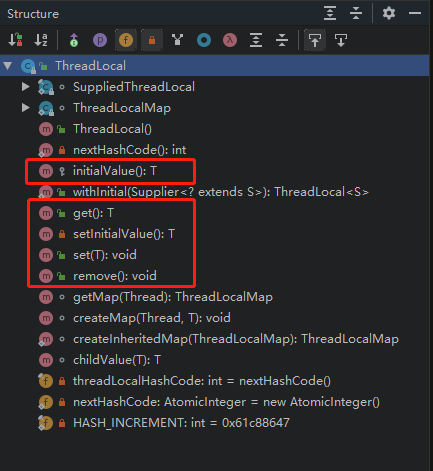 Structure
ThreadLocal
SuppliedThreadLocal
ThreadLocalMap
ThreadLocal()
nextHashCode(): int
initialValue(): T
withInitial(Supplier<? extends S>): ThreadLocal<S>
get(): T
setInitialValue(): T
set(T): void
remove(): void
getMap(Thread): ThreadLocalMap
createMap(Thread, T): void
createInheritedMap(ThreadLocalMap): ThreadLocalMap
childValue(T): T
threadLocalHashCode: int = nextHashCode()
nextHashCode: AtomicInteger = new AtomicInteger()
HASH_INCREMENT: int = 0x61c88647